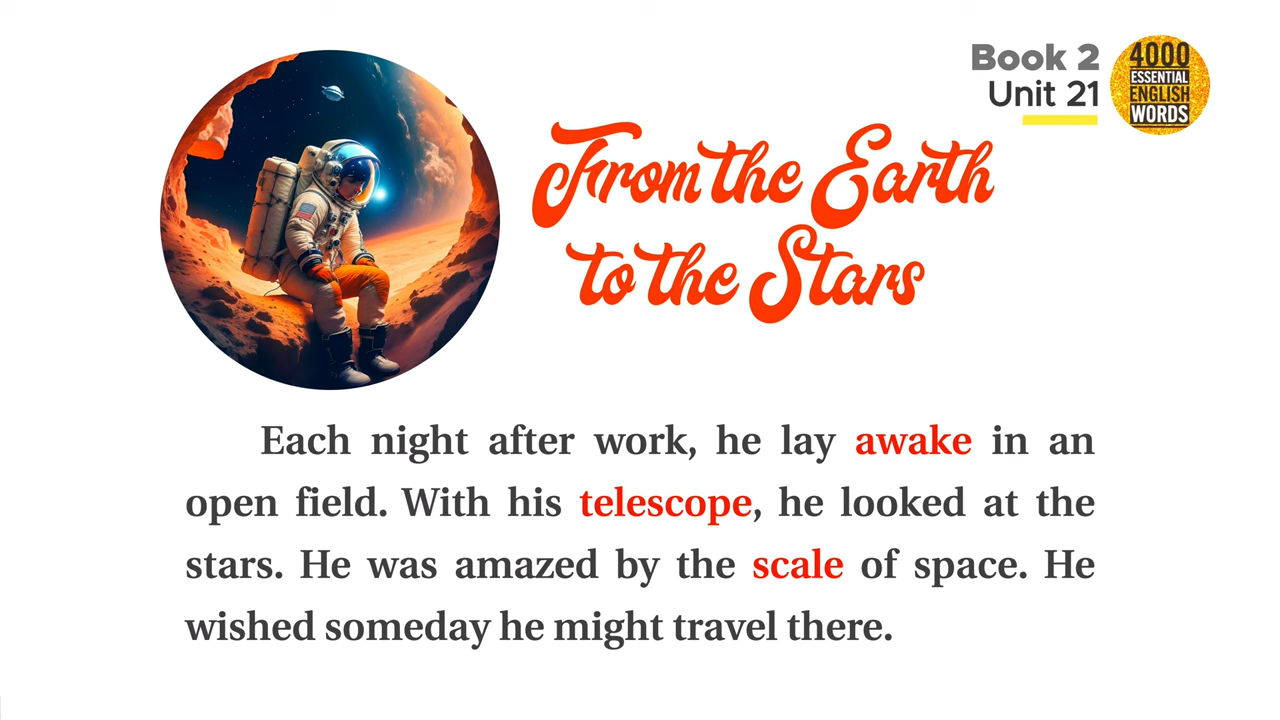 Book 2
Unit 21
4000
ESSENTIAL
ENGLISH
WORDS
From the Earth
to the Stars
Each night after work, he lay awake in an
open field. With his telescope, he looked at the
stars. He was amazed by the scale of space. He
wished someday he might travel there.